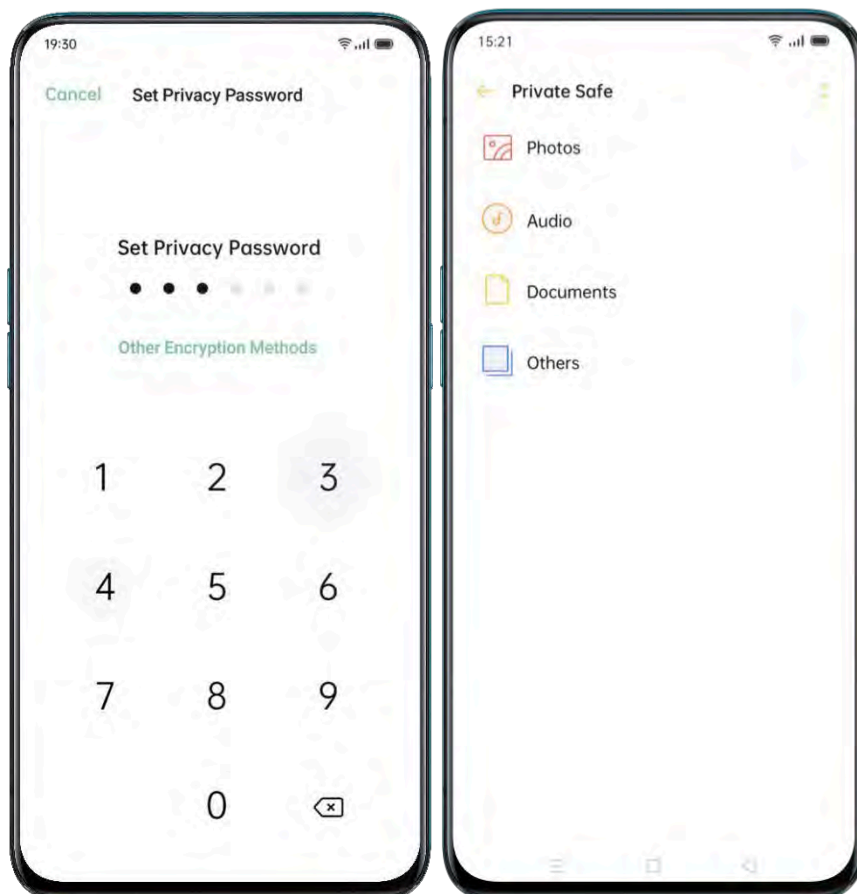 19:30
Cancel Set Privacy Password
Set Privacy Password
Other Encryption Methods
1 2 3
4 5 6
7 8 9
0
15:21
Private Safe
Photos
Audio
Documents
Others